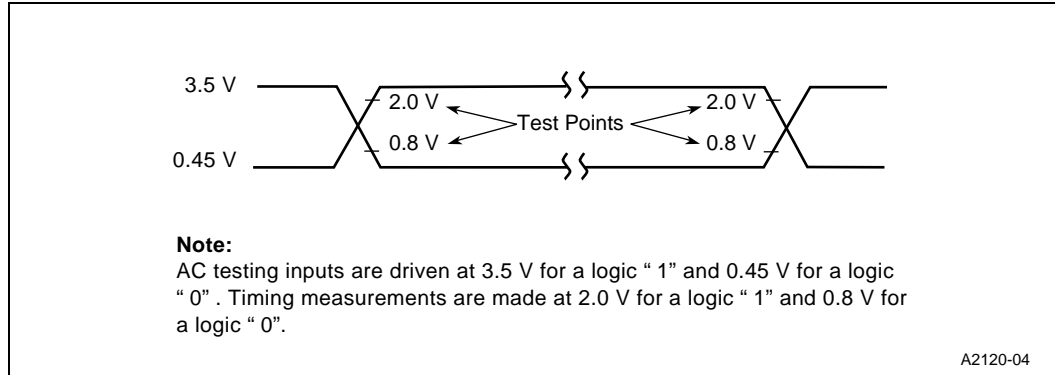 3.5 V
2.0 V
2.0 V
Test Points
0.8 V
0.8 V
0.45 V
Note:
AC testing inputs are driven at 3.5 V for a logic “ 1” and 0.45 V for a logic
“ 0” . Timing measurements are made at 2.0 V for a logic “ 1” and 0.8 V for
a logic “ 0”.
A2120-04